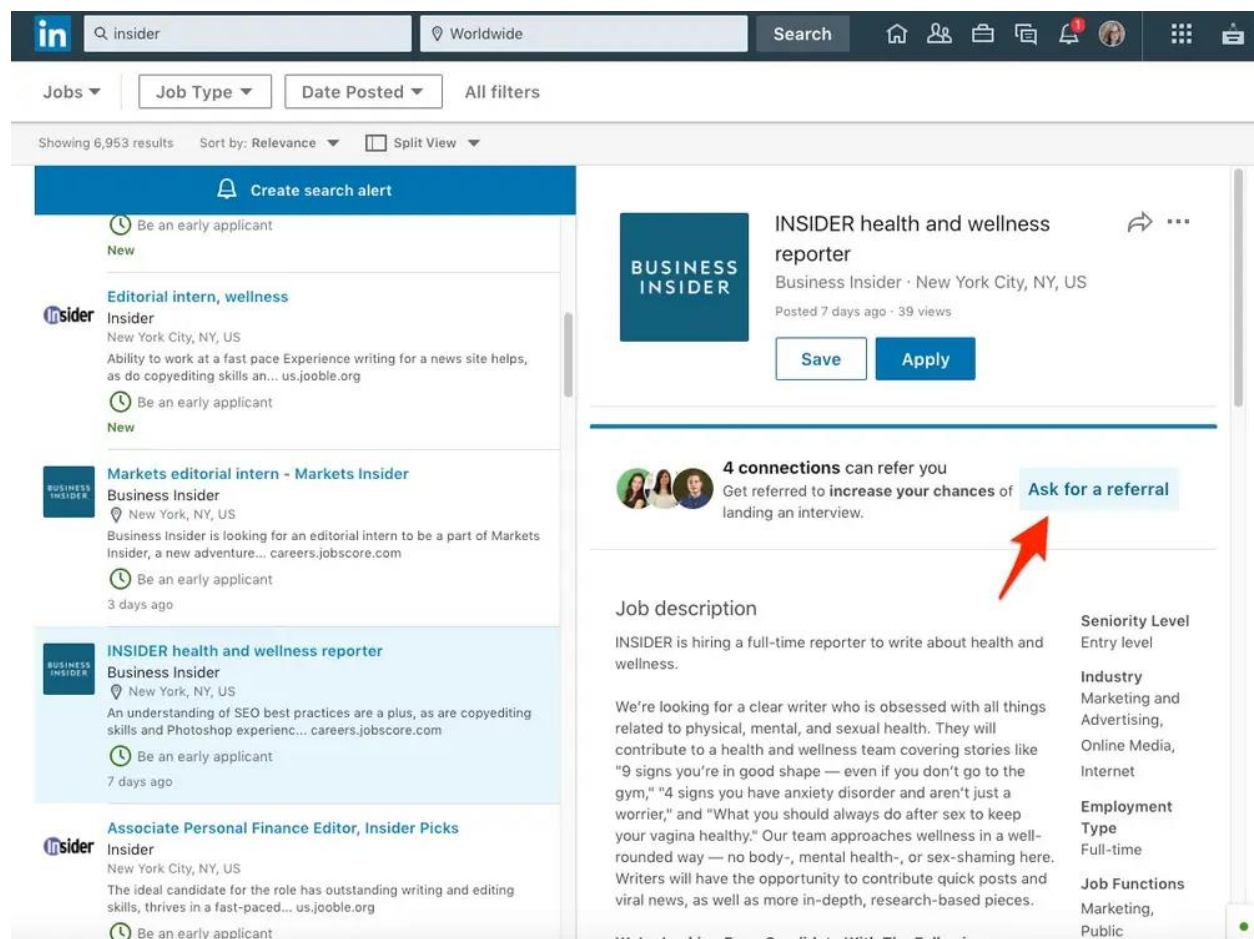 in
insider
Worldwide
Search
1
Jobs
Job Type
Date Posted
All filters
Showing 6,953 results
Sort by: Relevance
Split View
Create search alert
Be an early applicant
New
Insider
Editorial intern, wellness
Insider
New York City, NY, US
Ability to work at a fast pace Experience writing for a news site helps,
as do copyediting skills an... us.jooble.org
Be an early applicant
New
BUSINESS
INSIDER
Markets editorial intern - Markets Insider
Business Insider
New York, NY, US
Business Insider is looking for an editorial intern to be a part of Markets
Insider, a new adventure... careers.jobscore.com
Be an early applicant
3 days ago
BUSINESS
INSIDER
INSIDER health and wellness reporter
Business Insider
New York, NY, US
An understanding of SEO best practices are a plus, as are copyediting
skills and Photoshop experienc... careers.jobscore.com
Be an early applicant
7 days ago
Insider
Associate Personal Finance Editor, Insider Picks
Insider
New York City, NY, US
The ideal candidate for the role has outstanding writing and editing
skills, thrives in a fast-paced... us.jooble.org
Be an early applicant
BUSINESS
INSIDER
INSIDER health and wellness
reporter
Business Insider · New York City, NY, US
Posted 7 days ago · 39 views
Save
Apply
4 connections can refer you
Get referred to increase your chances of
landing an interview.
Ask for a referral
Job description
INSIDER is hiring a full-time reporter to write about health and
wellness.
We're looking for a clear writer who is obsessed with all things
related to physical, mental, and sexual health. They will
contribute to a health and wellness team covering stories like
"9 signs you're in good shape — even if you don't go to the
gym," "4 signs you have anxiety disorder and aren't just a
worrier," and "What you should always do after sex to keep
your vagina healthy." Our team approaches wellness in a well-
rounded way — no body-, mental health-, or sex-shaming here.
Writers will have the opportunity to contribute quick posts and
viral news, as well as more in-depth, research-based pieces.
Seniority Level
Entry level
Industry
Marketing and
Advertising,
Online Media,
Internet
Employment
Type
Full-time
Job Functions
Marketing,
Public